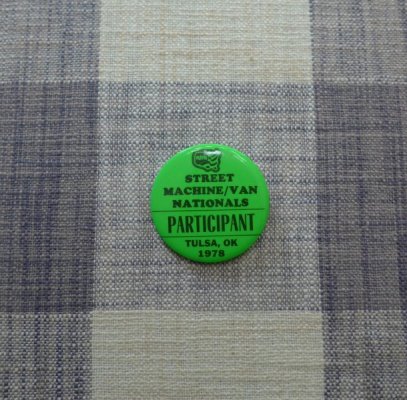 STREET
MACHINE/VAN
NATIONALS
PARTICIPANT
TULSA, OK
1978